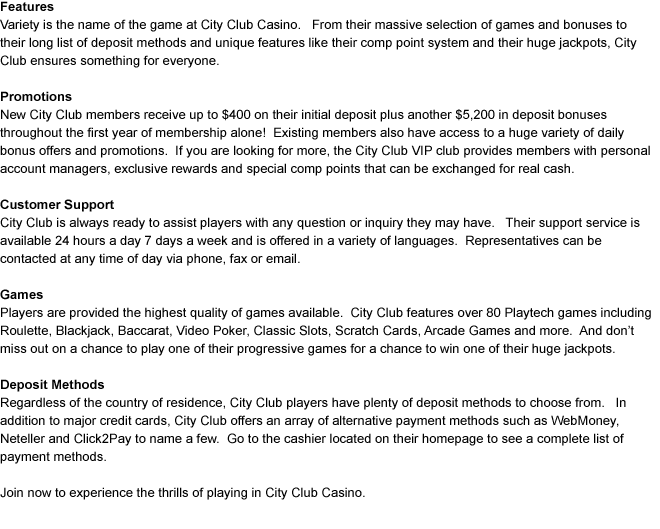 Features
Variety is the name of the game at City Club Casino.   From their massive selection of games and bonuses to
their long list of deposit methods and unique features like their comp point system and their huge jackpots, City
Club ensures something for everyone.
Promotions
New City Club members receive up to $400 on their initial deposit plus another $5,200 in deposit bonuses
throughout the first year of membership alone!  Existing members also have access to a huge variety of daily
bonus offers and promotions.  If you are looking for more, the City Club VIP club provides members with personal
account managers, exclusive rewards and special comp points that can be exchanged for real cash.
Customer Support
City Club is always ready to assist players with any question or inquiry they may have.   Their support service is
available 24 hours a day 7 days a week and is offered in a variety of languages.  Representatives can be
contacted at any time of day via phone, fax or email.
Games
Players are provided the highest quality of games available.  City Club features over 80 Playtech games including
Roulette, Blackjack, Baccarat, Video Poker, Classic Slots, Scratch Cards, Arcade Games and more.  And don’t
miss out on a chance to play one of their progressive games for a chance to win one of their huge jackpots.
Deposit Methods
Regardless of the country of residence, City Club players have plenty of deposit methods to choose from.   In
addition to major credit cards, City Club offers an array of alternative payment methods such as WebMoney,
Neteller and Click2Pay to name a few.  Go to the cashier located on their homepage to see a complete list of
payment methods.
Join now to experience the thrills of playing in City Club Casino.